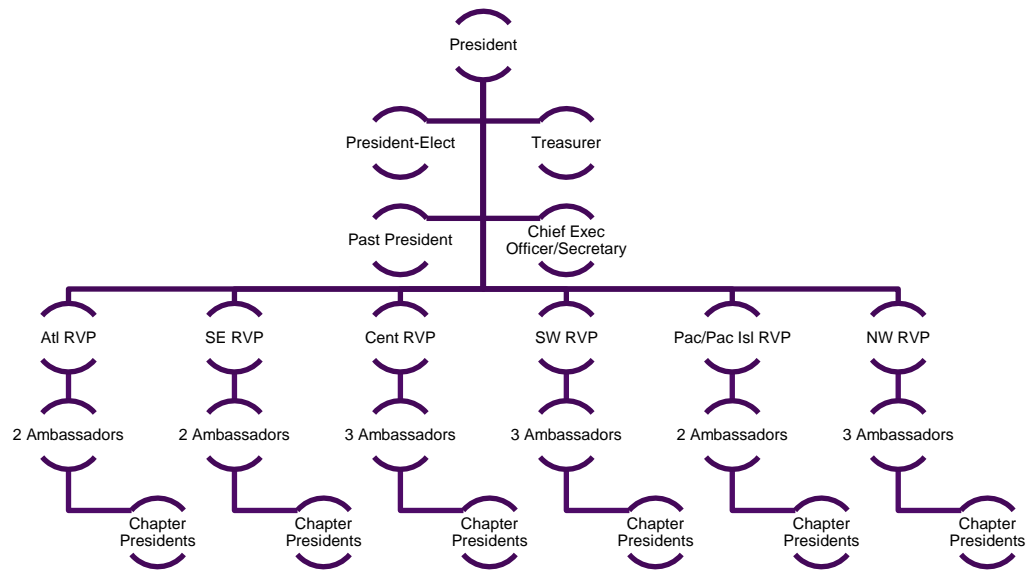 President
President-Elect
Treasurer
Past President
Chief Exec
Officer/Secretary
Atl RVP
SE RVP
Cent RVP
SW RVP
Pac/Pac Isl RVP
NW RVP
2 Ambassadors
2 Ambassadors
3 Ambassadors
3 Ambassadors
2 Ambassadors
3 Ambassadors
Chapter
Presidents
Chapter
Presidents
Chapter
Presidents
Chapter
Presidents
Chapter
Presidents
Chapter
Presidents